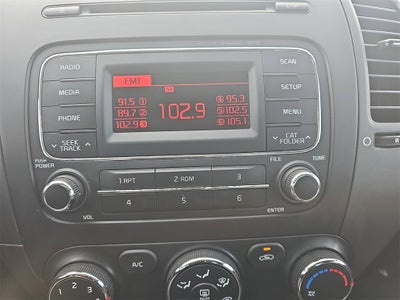 RADIO
SCAN
FM1
ST
MEDIA
SETUP
91.5 1
4 95.3
89.7 2
102.9
5 102.5
102.9 3
6 105.1
PHONE
MENU
SEEK
TRACK
CAT
FOLDER
PUSH
POWER
FILE
TUNE
1 RPT
2 RDM
3
4
5
6
VOL
ENTER
A/C